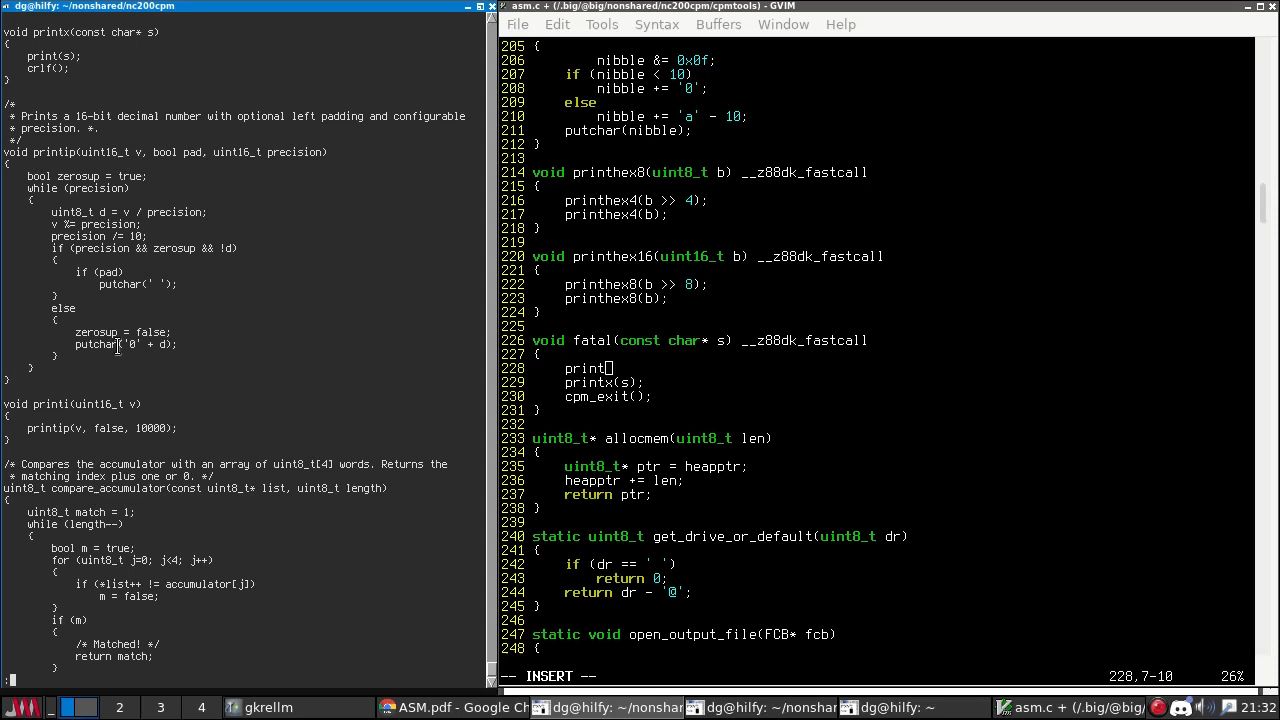 dg@hilfy: ~/nonshared/nc200cpm
void printx(const char* s)
{
    print(s);
    crlf();
}
/*
 * Prints a 16-bit decimal number with optional left padding and configurable
 * precision. *.
 */
void printip(uint16_t v, bool pad, uint16_t precision)
{
    bool zerosup = true;
    while (precision)
    {
        uint8_t d = v / precision;
        v %= precision;
        precision /= 10;
        if (precision && zerosup && !d)
        {
            if (pad)
                putchar(' ');
        }
        else
        {
            zerosup = false;
            putchar('0' + d);
        }
    }
}
void printi(uint16_t v)
{
    printip(v, false, 10000);
}
/* Compares the accumulator with an array of uint8_t[4] words. Returns the
 * matching index plus one or 0. */
uint8_t compare_accumulator(const uint8_t* list, uint8_t length)
{
    uint8_t match = 1;
    while (length--)
    {
        bool m = true;
        for (uint8_t j=0; j<4; j++)
        {
            if (*list++ != accumulator[j])
                m = false;
        }
        if (m)
        {
            /* Matched! */
            return match;
        }
:
asm.c + (/.big/@big/nonshared/nc200cpm/cpmtools) - GVIM
File Edit Tools Syntax Buffers Window Help
205 {
206         nibble &= 0x0f;
207     if (nibble < 10)
208         nibble += '0';
209     else
210         nibble += 'a' - 10;
211     putchar(nibble);
212 }
213
214 void printhex8(uint8_t b) __z88dk_fastcall
215 {
216     printhex4(b >> 4);
217     printhex4(b);
218 }
219
220 void printhex16(uint16_t b) __z88dk_fastcall
221 {
222     printhex8(b >> 8);
223     printhex8(b);
224 }
225
226 void fatal(const char* s) __z88dk_fastcall
227 {
228     print
229     printx(s);
230     cpm_exit();
231 }
232
233 uint8_t* allocmem(uint8_t len)
234 {
235     uint8_t* ptr = heapptr;
236     heapptr += len;
237     return ptr;
238 }
239
240 static uint8_t get_drive_or_default(uint8_t dr)
241 {
242     if (dr == ' ')
243         return 0;
244     return dr - '@';
245 }
246
247 static void open_output_file(FCB* fcb)
248 {
-- INSERT -- 228,7-10 26%
2 3 4 gkrellm ASM.pdf - Google Ch dg@hilfy: ~/nonshar dg@hilfy: ~/nonshar dg@hilfy: ~ asm.c + (/.big/@big/ 21:32